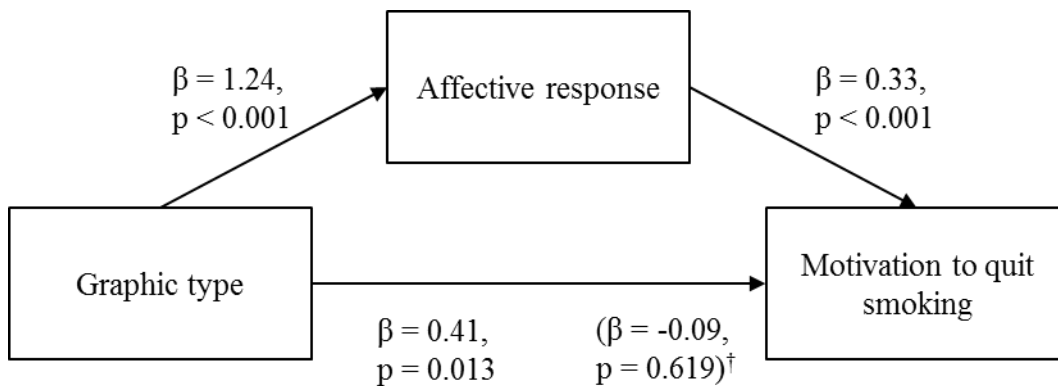 β = 1.24,
p < 0.001
Affective response
β = 0.33,
p < 0.001
Graphic type
Motivation to quit
smoking
β = 0.41,
p = 0.013
(β = -0.09,
p = 0.619)†